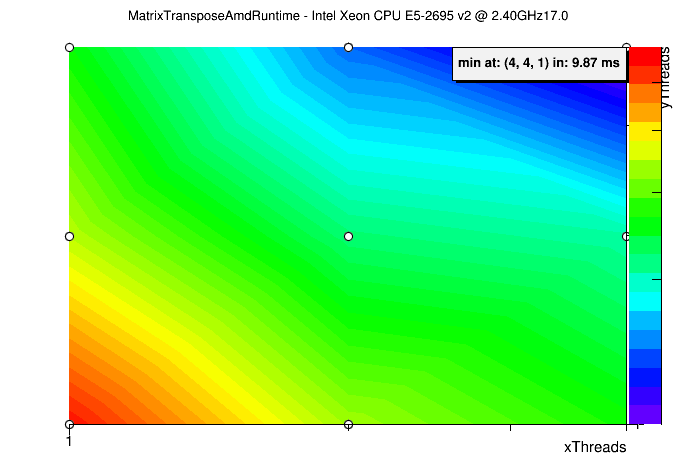 MatrixTransposeAmdRuntime - Intel Xeon CPU E5-2695 v2 @ 2.40GHz17.0
min at: (4, 4, 1) in: 9.87 ms
yThreads
1
xThreads